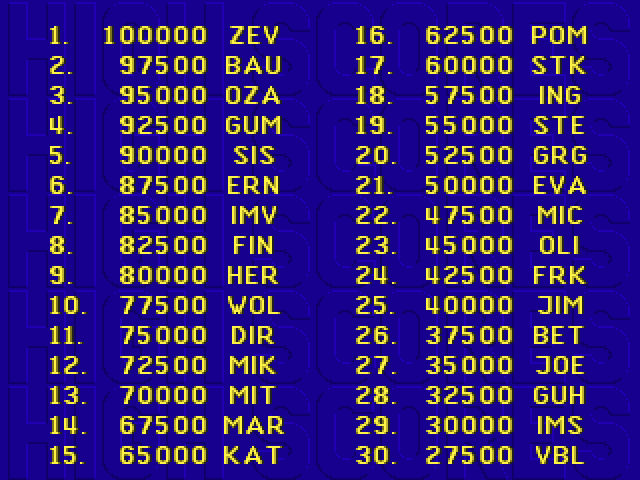 1. 100000 ZEV
2. 97500 BAU
3. 95000 OZA
4. 92500 GUM
5. 90000 SIS
6. 87500 ERN
7. 85000 IMV
8. 82500 FIN
9. 80000 HER
10. 77500 WOL
11. 75000 DIR
12. 72500 MIK
13. 70000 MIT
14. 67500 MAR
15. 65000 KAT
16. 62500 POM
17. 60000 STK
18. 57500 ING
19. 55000 STE
20. 52500 GRG
21. 50000 EVA
22. 47500 MIC
23. 45000 OLI
24. 42500 FRK
25. 40000 JIM
26. 37500 BET
27. 35000 JOE
28. 32500 GUH
29. 30000 IMS
30. 27500 VBL